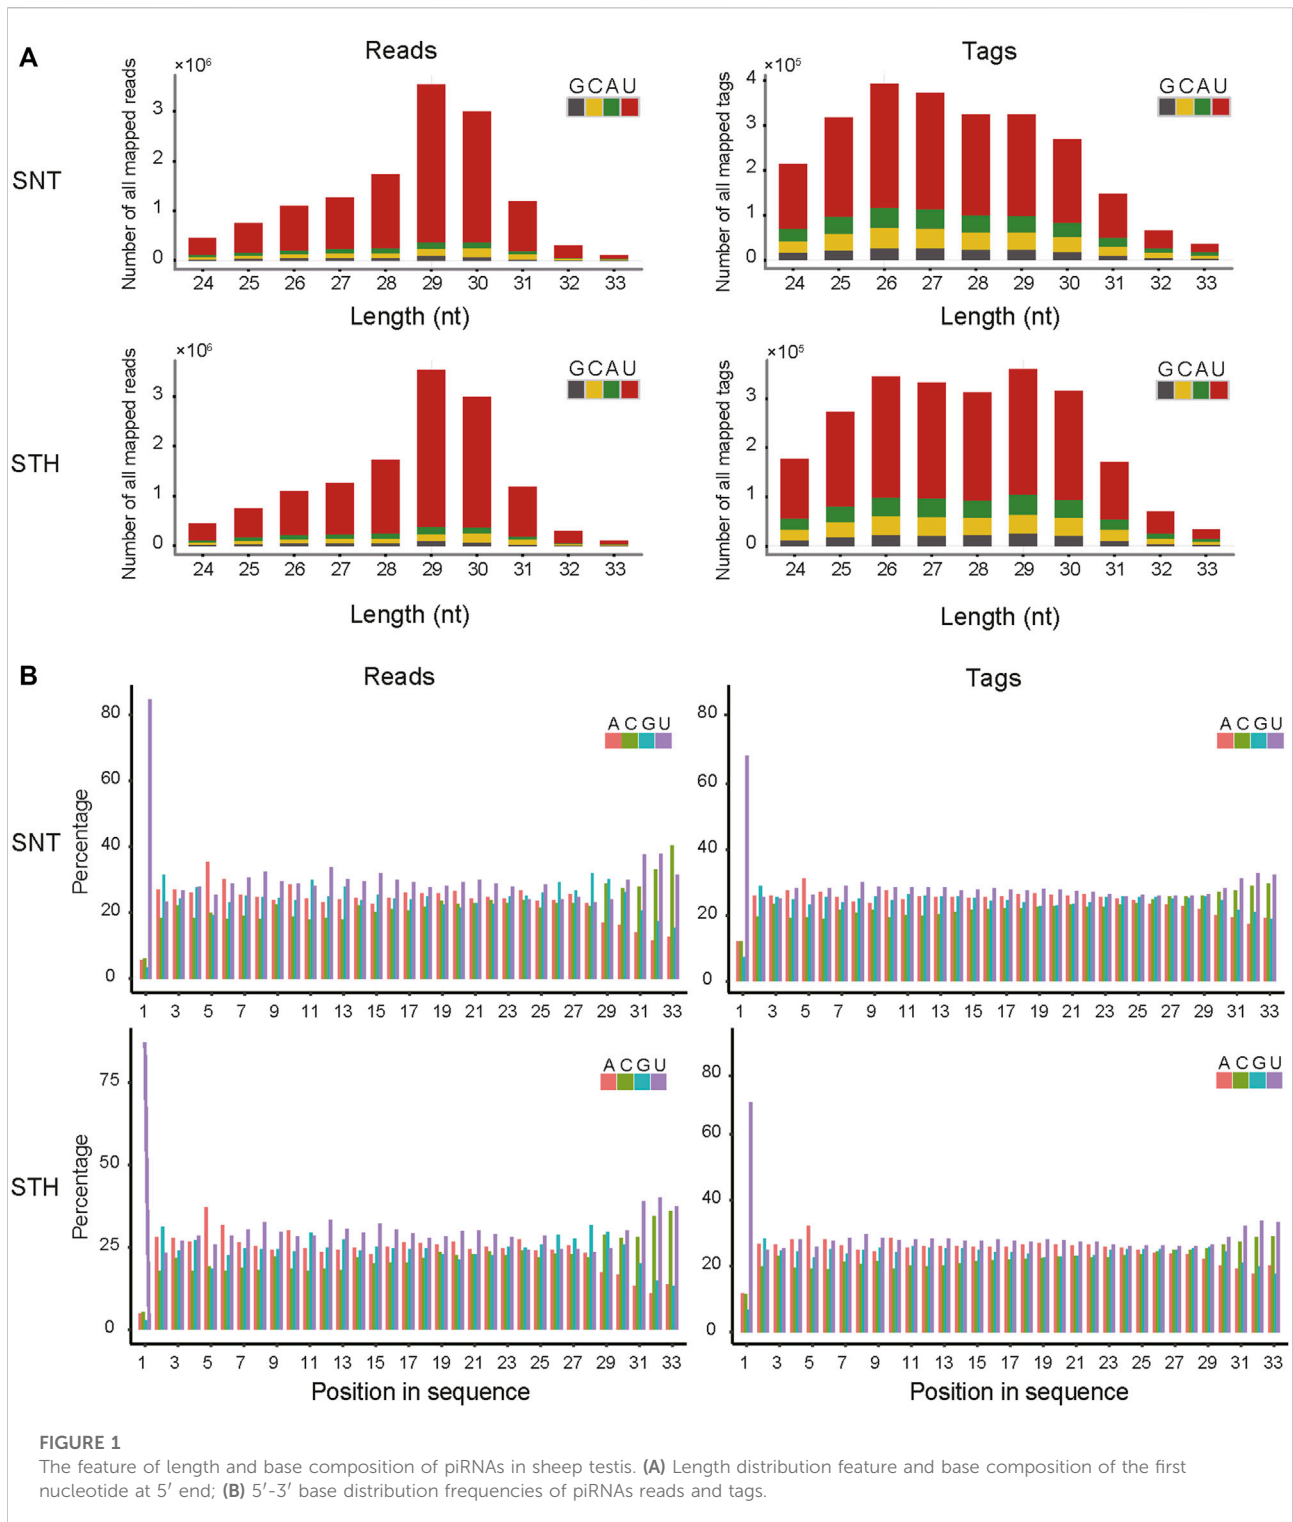 A
Reads
Tags
SNT
Number of all mapped reads
×10⁶
3
2
1
0
G C A U
24 25 26 27 28 29 30 31 32 33
Length (nt)
Number of all mapped tags
×10⁵
4
3
2
1
0
G C A U
24 25 26 27 28 29 30 31 32 33
Length (nt)
STH
Number of all mapped reads
×10⁶
3
2
1
0
G C A U
24 25 26 27 28 29 30 31 32 33
Length (nt)
Number of all mapped tags
×10⁵
3
2
1
0
G C A U
24 25 26 27 28 29 30 31 32 33
Length (nt)
B
Reads
Tags
SNT
Percentage
80
60
40
20
0
A C G U
1 3 5 7 9 11 13 15 17 19 21 23 25 27 29 31 33
80
60
40
20
0
A C G U
1 3 5 7 9 11 13 15 17 19 21 23 25 27 29 31 33
STH
Percentage
75
50
25
0
A C G U
1 3 5 7 9 11 13 15 17 19 21 23 25 27 29 31 33
Position in sequence
80
60
40
20
0
A C G U
1 3 5 7 9 11 13 15 17 19 21 23 25 27 29 31 33
Position in sequence
FIGURE 1
The feature of length and base composition of piRNAs in sheep testis. (A) Length distribution feature and base composition of the first
nucleotide at 5′ end; (B) 5′-3′ base distribution frequencies of piRNAs reads and tags.